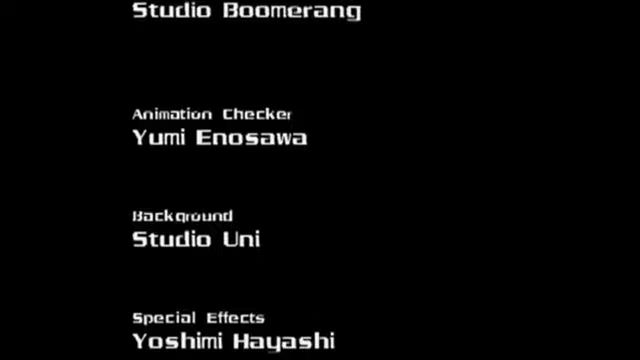 Studio Boomerang
Animation Checker
Yumi Enosawa
Background
Studio Uni
Special Effects
Yoshimi Hayashi